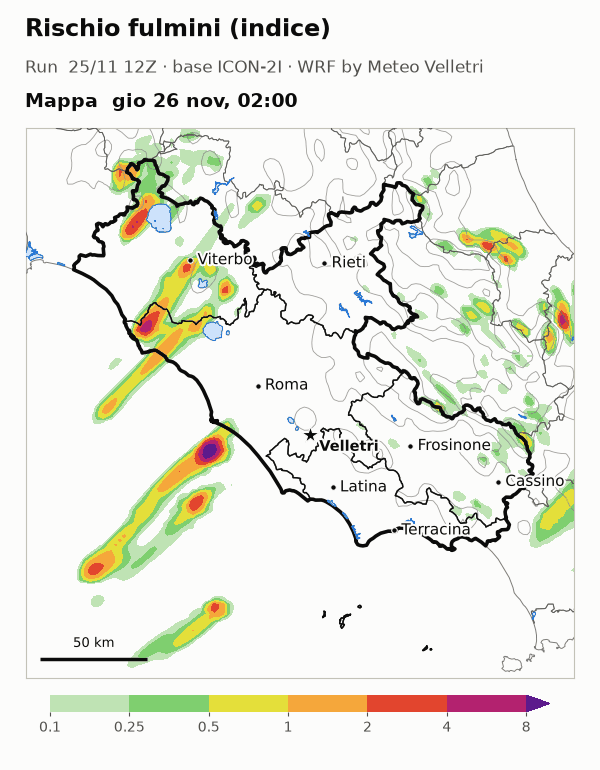 Rischio fulmini (indice)
Run  25/11 12Z · base ICON-2I · WRF by Meteo Velletri
Mappa  gio 26 nov, 02:00
Viterbo
Rieti
Roma
Velletri
Frosinone
Cassino
Latina
Terracina
50 km
0.1 0.25 0.5 1 2 4 8